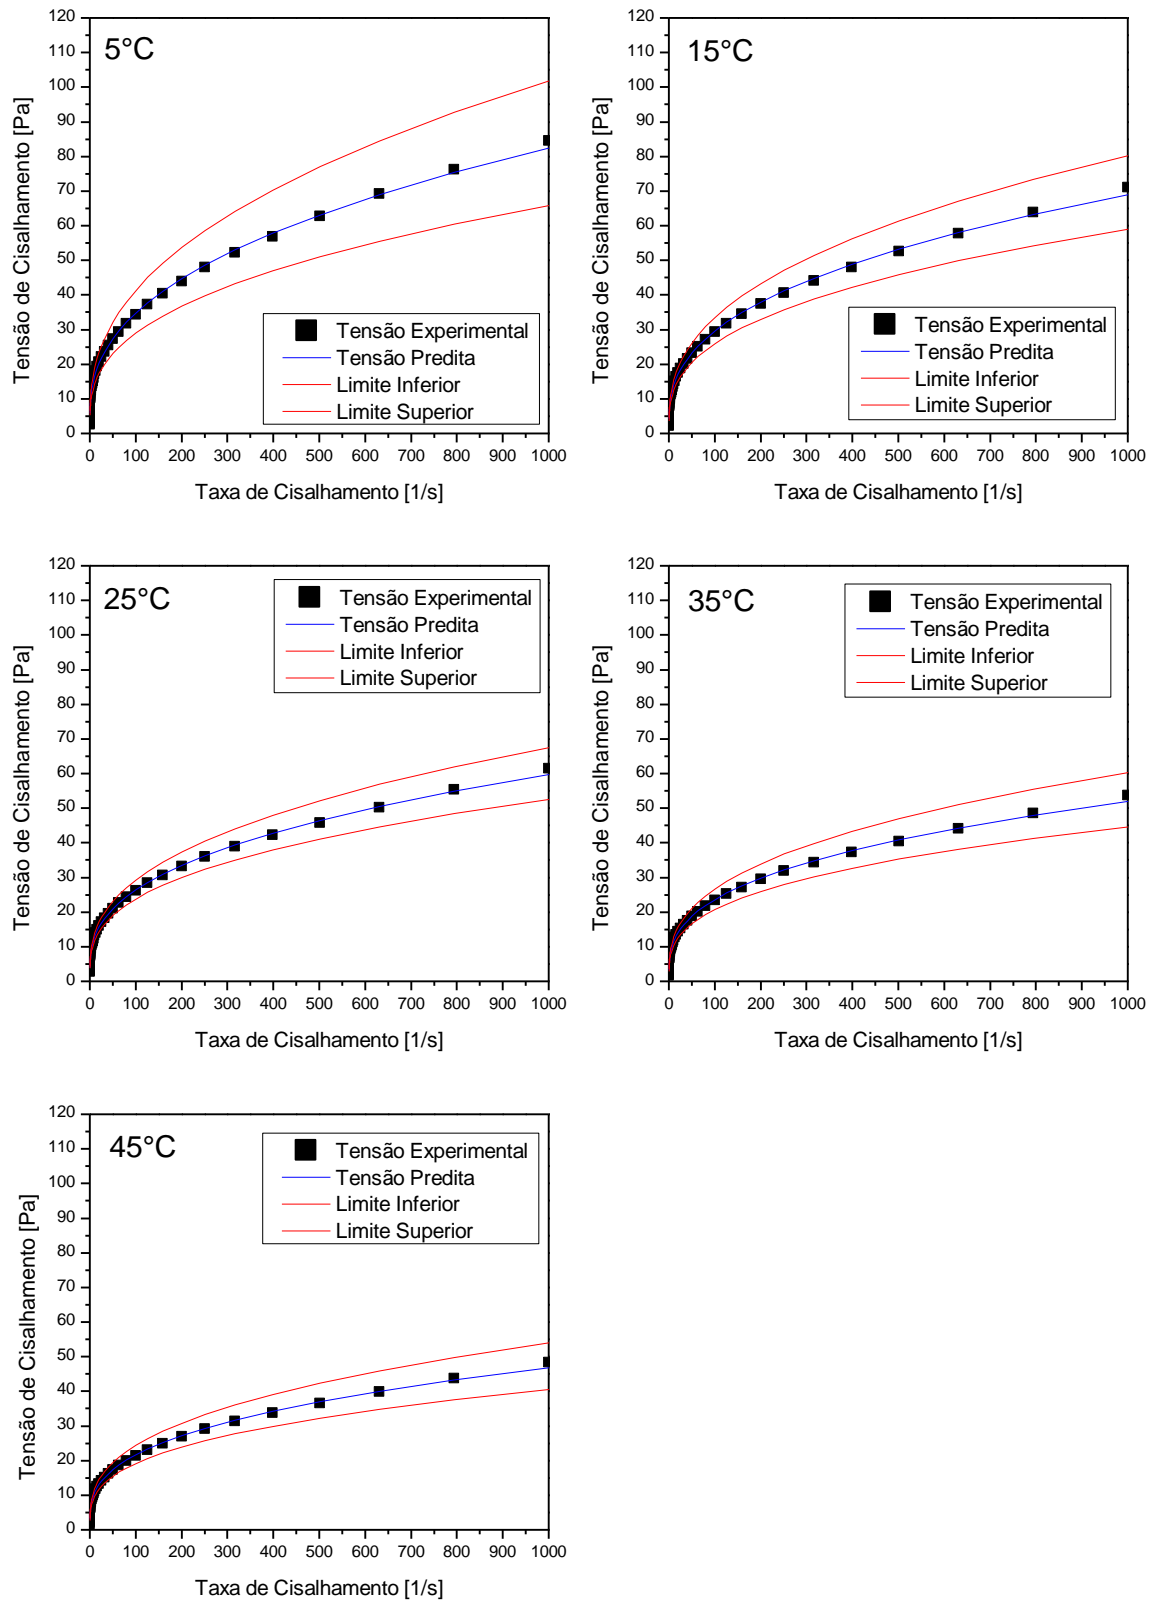 5°C
Tensão de Cisalhamento [Pa]
120
110
100
90
80
70
60
50
40
30
20
10
0
Tensão Experimental
Tensão Predita
Limite Inferior
Limite Superior
0 100 200 300 400 500 600 700 800 900 1000
Taxa de Cisalhamento [1/s]
15°C
Tensão de Cisalhamento [Pa]
120
110
100
90
80
70
60
50
40
30
20
10
0
Tensão Experimental
Tensão Predita
Limite Inferior
Limite Superior
0 100 200 300 400 500 600 700 800 900 1000
Taxa de Cisalhamento [1/s]
25°C
Tensão de Cisalhamento [Pa]
120
110
100
90
80
70
60
50
40
30
20
10
0
Tensão Experimental
Tensão Predita
Limite Inferior
Limite Superior
0 100 200 300 400 500 600 700 800 900 1000
Taxa de Cisalhamento [1/s]
35°C
Tensão de Cisalhamento [Pa]
120
110
100
90
80
70
60
50
40
30
20
10
0
Tensão Experimental
Tensão Predita
Limite Inferior
Limite Superior
0 100 200 300 400 500 600 700 800 900 1000
Taxa de Cisalhamento [1/s]
45°C
Tensão de Cisalhamento [Pa]
120
110
100
90
80
70
60
50
40
30
20
10
0
Tensão Experimental
Tensão Predita
Limite Inferior
Limite Superior
0 100 200 300 400 500 600 700 800 900 1000
Taxa de Cisalhamento [1/s]